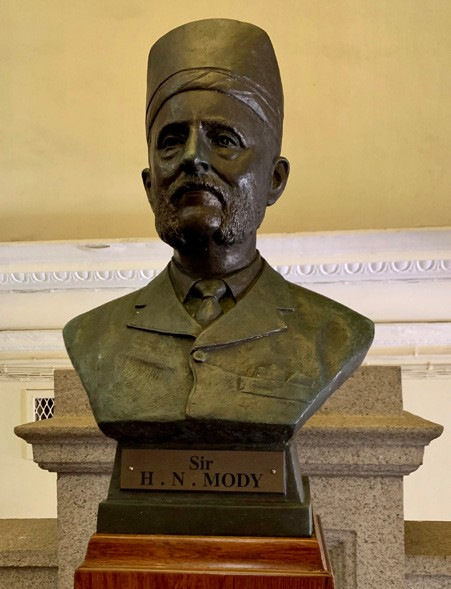 Sir
H . N . MODY